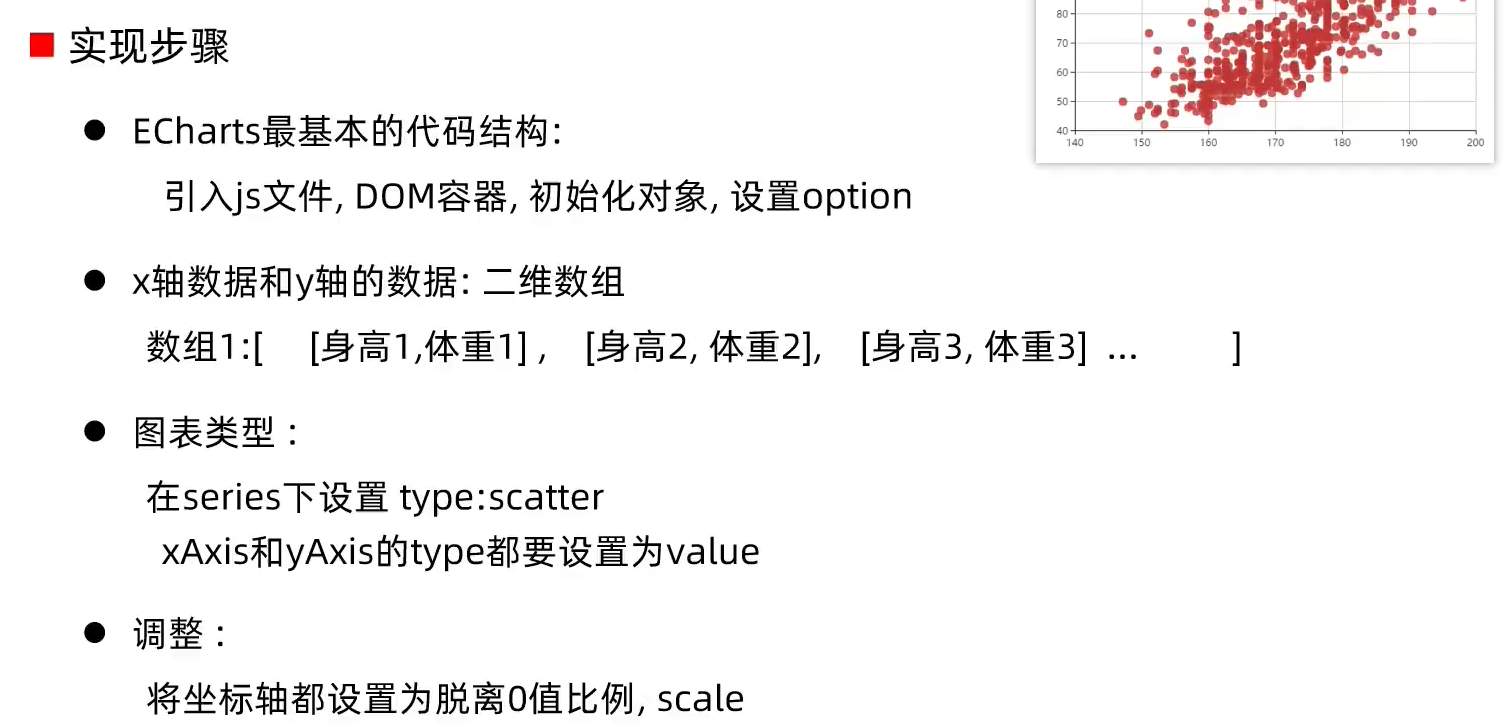 实现步骤
80
70
60
50
40
140 150 160 170 180 190 200
ECharts最基本的代码结构:
引入js文件, DOM容器, 初始化对象, 设置option
x轴数据和y轴的数据: 二维数组
数组1:[ [身高1,体重1] , [身高2, 体重2], [身高3, 体重3] ... ]
图表类型 :
在series下设置 type:scatter
xAxis和yAxis的type都要设置为value
调整 :
将坐标轴都设置为脱离0值比例, scale